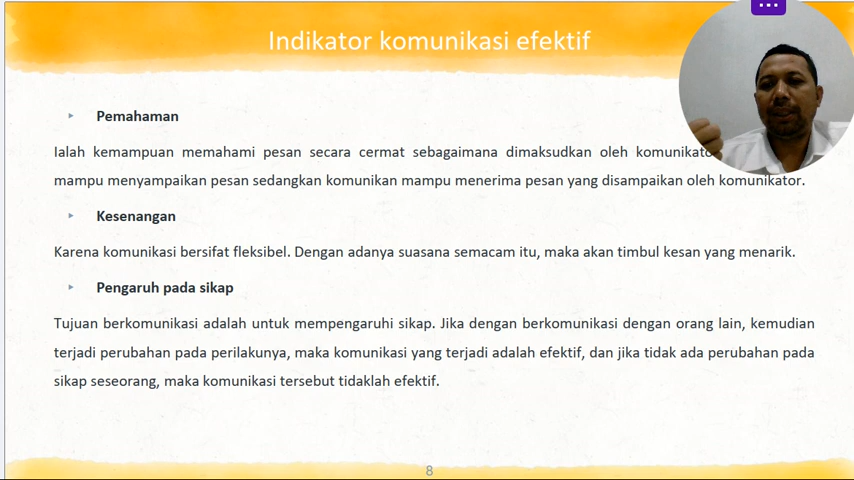 Indikator komunikasi efektif
Pemahaman
Ialah kemampuan memahami pesan secara cermat sebagaimana dimaksudkan oleh
mampu menyampaikan pesan sedangkan komunikan mampu menerima pesan yang disampaikan oleh komunikator.
Kesenangan
Karena komunikasi bersifat fleksibel. Dengan adanya suasana semacam itu, maka akan timbul kesan yang menarik.
Pengaruh pada sikap
Tujuan berkomunikasi adalah untuk mempengaruhi sikap. Jika dengan berkomunikasi dengan orang lain, kemudian
terjadi perubahan pada perilakunya, maka komunikasi yang terjadi adalah efektif, dan jika tidak ada perubahan pada
sikap seseorang, maka komunikasi tersebut tidaklah efektif.
8